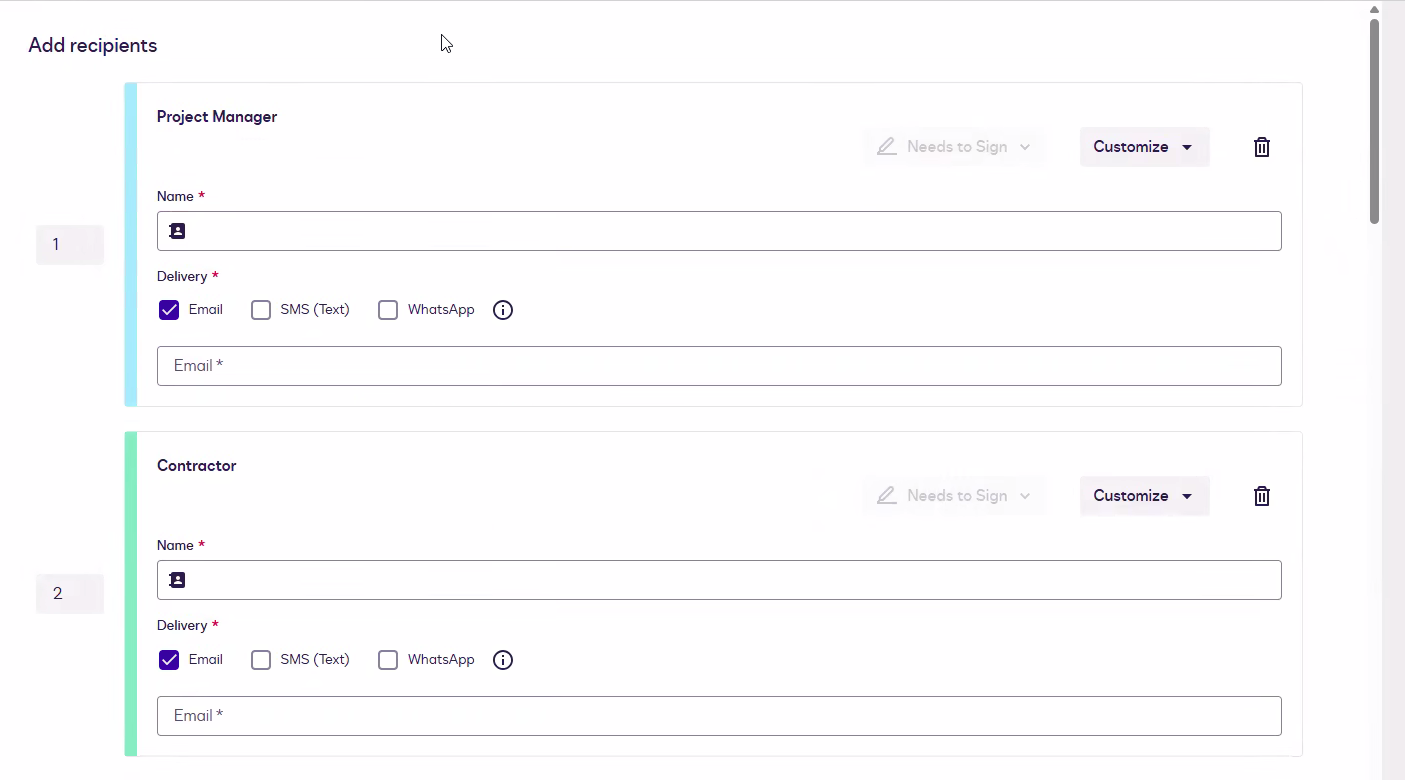 Add recipients
Project Manager
Needs to Sign
Customize
Name *
1
Delivery *
Email
SMS (Text)
WhatsApp
Email *
Contractor
Needs to Sign
Customize
Name *
2
Delivery *
Email
SMS (Text)
WhatsApp
Email *